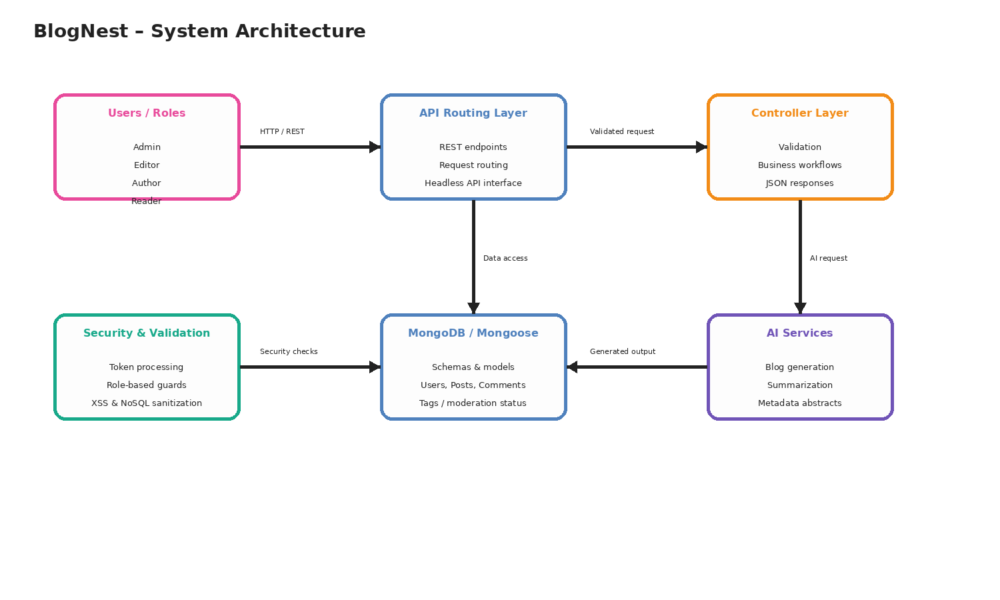 BlogNest – System Architecture
Users / Roles
Admin
Editor
Author
Reader
HTTP / REST
API Routing Layer
REST endpoints
Request routing
Headless API interface
Validated request
Controller Layer
Validation
Business workflows
JSON responses
Data access
AI request
Security & Validation
Token processing
Role-based guards
XSS & NoSQL sanitization
Security checks
MongoDB / Mongoose
Schemas & models
Users, Posts, Comments
Tags / moderation status
Generated output
AI Services
Blog generation
Summarization
Metadata abstracts